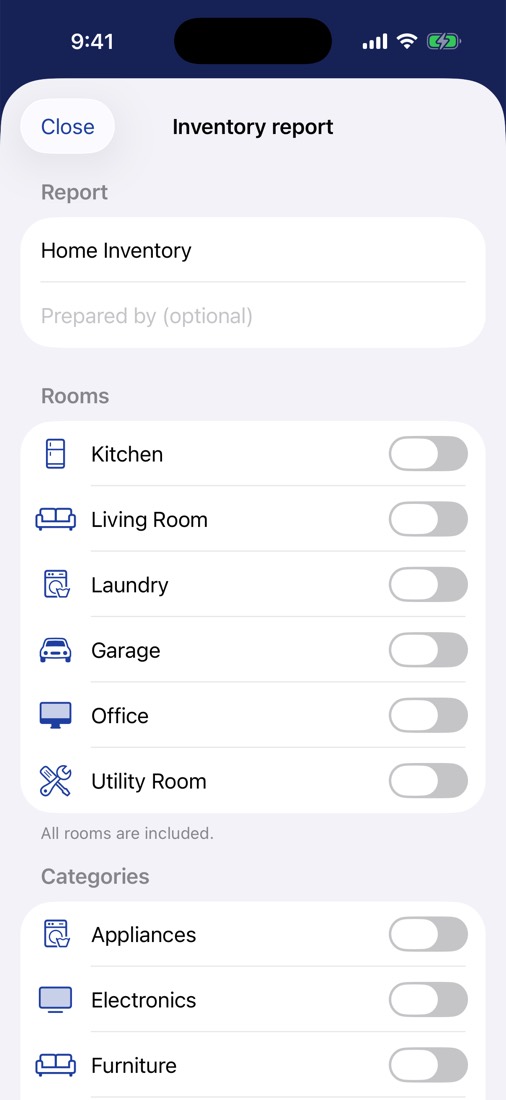 9:41
Close
Inventory report
Report
Home Inventory
Prepared by (optional)
Rooms
Kitchen
Living Room
Laundry
Garage
Office
Utility Room
All rooms are included.
Categories
Appliances
Electronics
Furniture